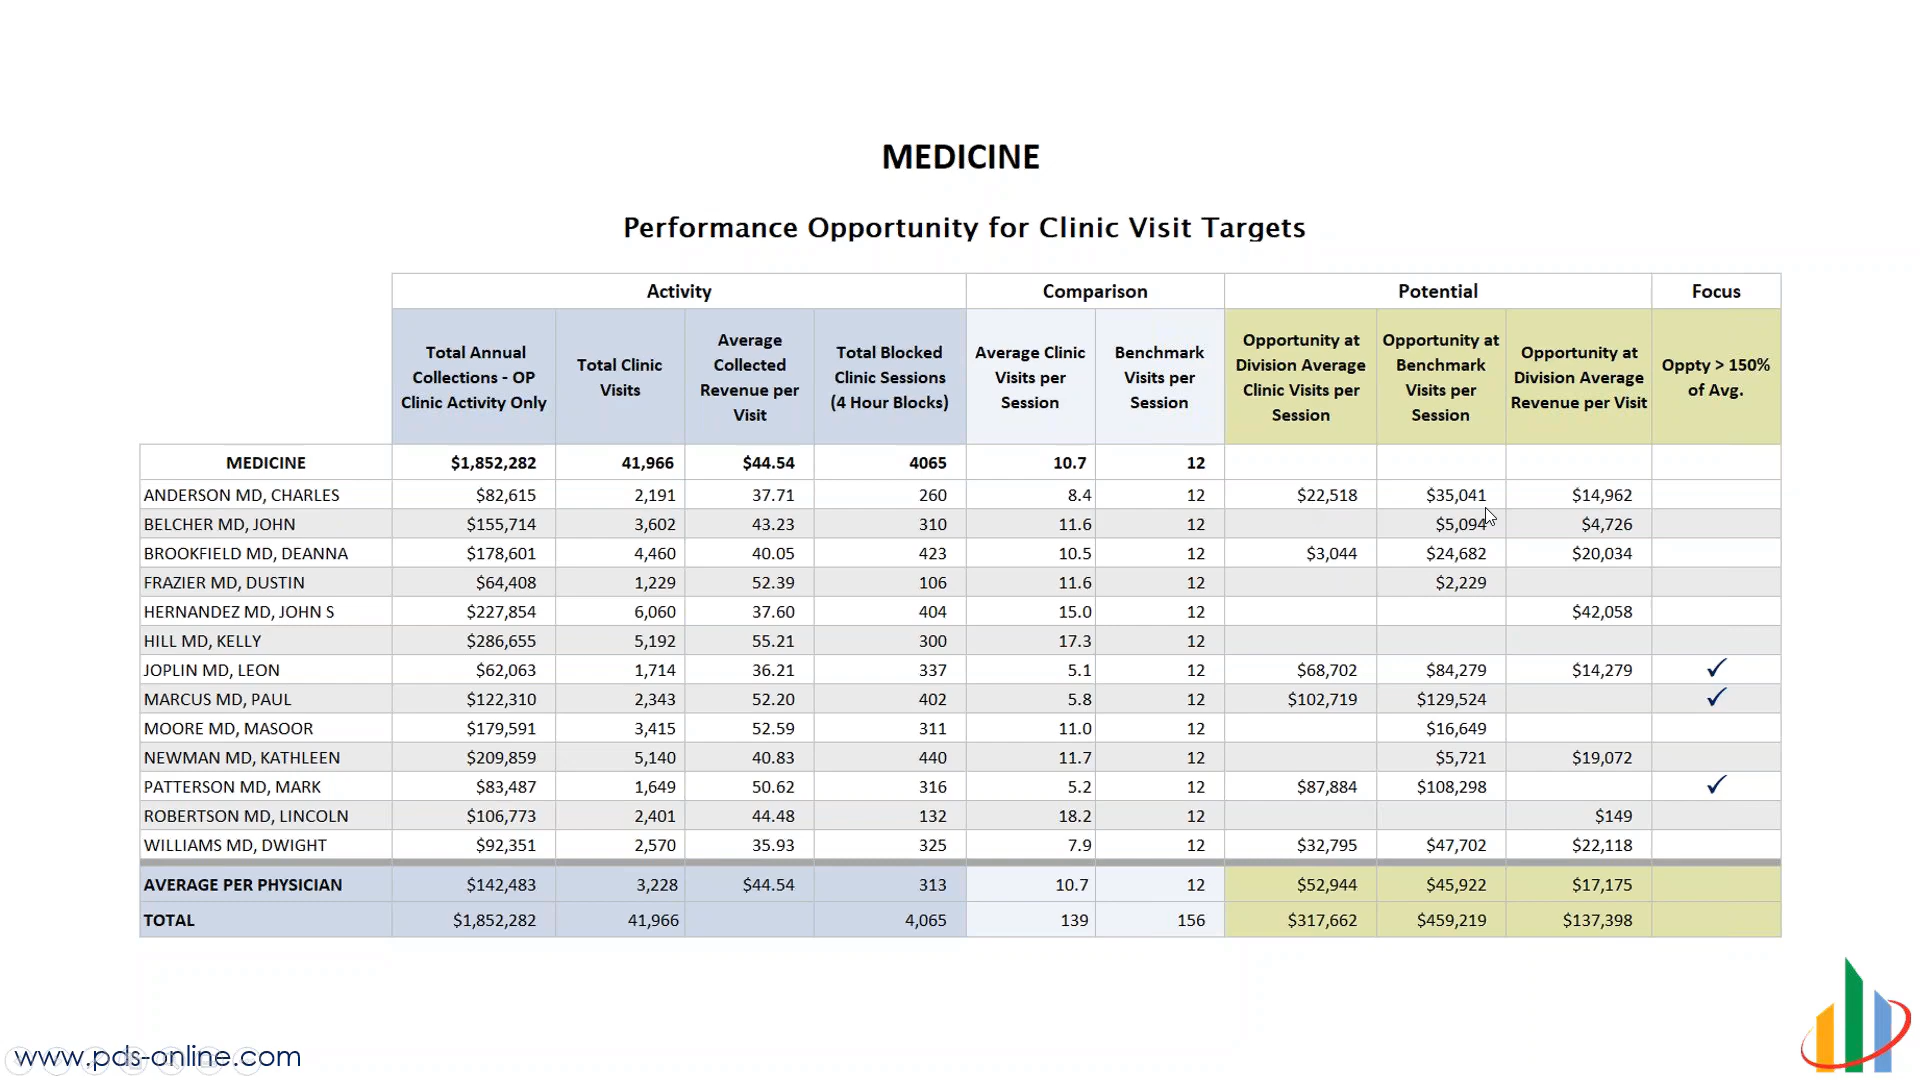 MEDICINE
Performance Opportunity for Clinic Visit Targets
Activity Comparison Potential Focus
Total Annual Collections - OP Clinic Activity Only Total Clinic Visits Average Collected Revenue per Visit Total Blocked Clinic Sessions (4 Hour Blocks) Average Clinic Visits per Session Benchmark Visits per Session Opportunity at Division Average Clinic Visits per Session Opportunity at Benchmark Visits per Session Opportunity at Division Average Revenue per Visit Oppty > 150% of Avg.
MEDICINE $1,852,282 41,966 $44.54 4065 10.7 12
ANDERSON MD, CHARLES $82,615 2,191 37.71 260 8.4 12 $22,518 $35,041 $14,962
BELCHER MD, JOHN $155,714 3,602 43.23 310 11.6 12 $5,094 $4,726
BROOKFIELD MD, DEANNA $178,601 4,460 40.05 423 10.5 12 $3,044 $24,682 $20,034
FRAZIER MD, DUSTIN $64,408 1,229 52.39 106 11.6 12 $2,229
HERNANDEZ MD, JOHN S $227,854 6,060 37.60 404 15.0 12 $42,058
HILL MD, KELLY $286,655 5,192 55.21 300 17.3 12
JOPLIN MD, LEON $62,063 1,714 36.21 337 5.1 12 $68,702 $84,279 $14,279 ✓
MARCUS MD, PAUL $122,310 2,343 52.20 402 5.8 12 $102,719 $129,524 ✓
MOORE MD, MASOOR $179,591 3,415 52.59 311 11.0 12 $16,649
NEWMAN MD, KATHLEEN $209,859 5,140 40.83 440 11.7 12 $5,721 $19,072
PATTERSON MD, MARK $83,487 1,649 50.62 316 5.2 12 $87,884 $108,298 ✓
ROBERTSON MD, LINCOLN $106,773 2,401 44.48 132 18.2 12 $149
WILLIAMS MD, DWIGHT $92,351 2,570 35.93 325 7.9 12 $32,795 $47,702 $22,118
AVERAGE PER PHYSICIAN $142,483 3,228 $44.54 313 10.7 12 $52,944 $45,922 $17,175
TOTAL $1,852,282 41,966 4,065 139 156 $317,662 $459,219 $137,398
www.pds-online.com